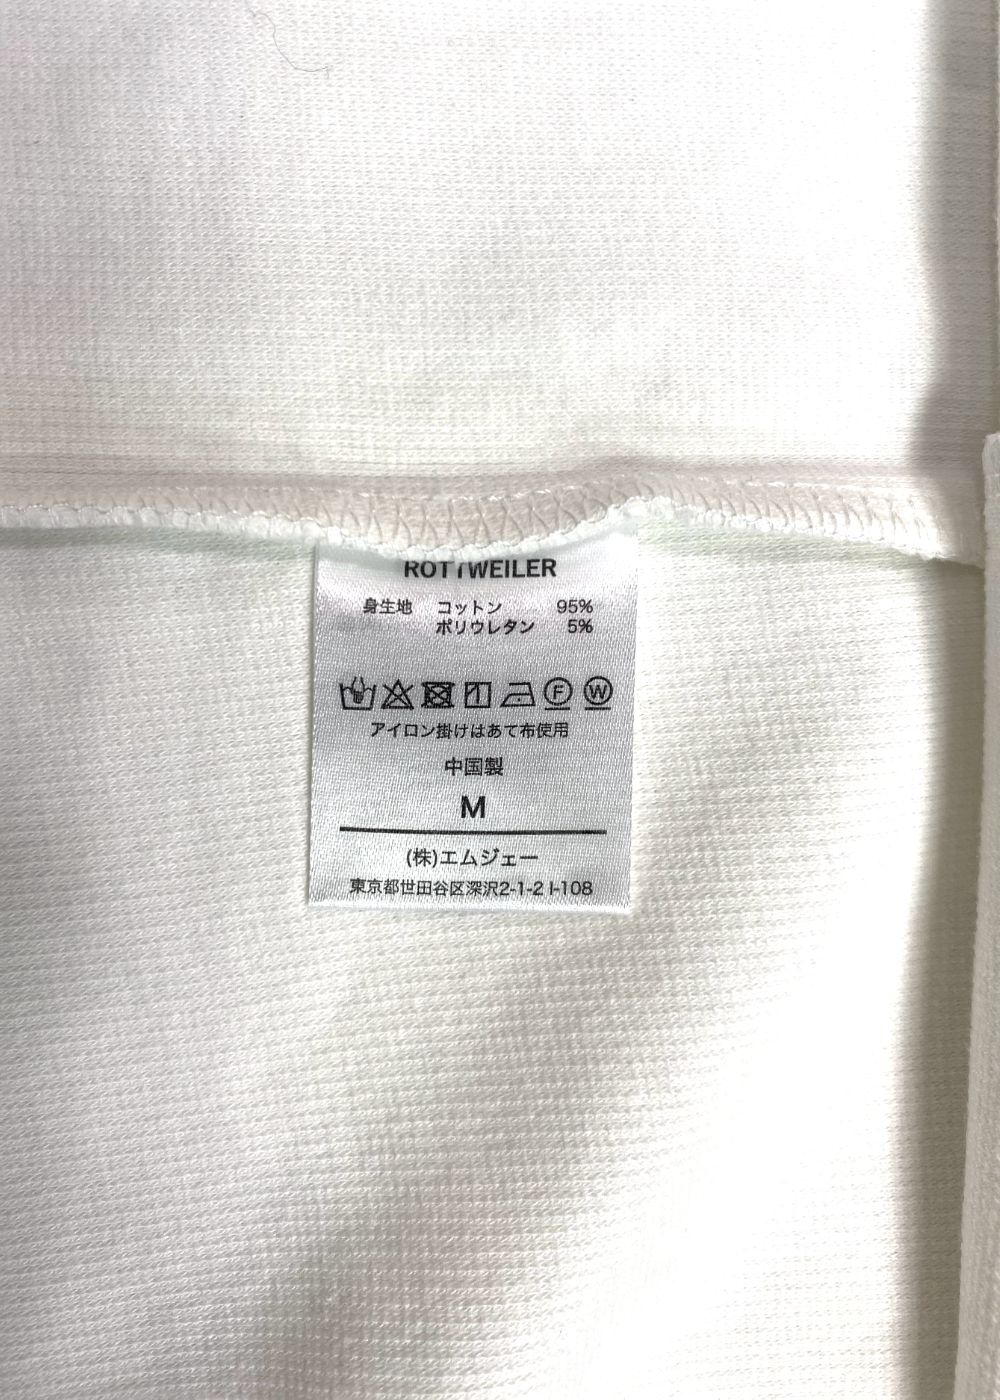 ROTTWEILER
身生地 コットン 95%
ポリウレタン 5%
F W
アイロン掛けはあて布使用
中国製
M
(株)エムジェー
東京都世田谷区深沢2-1-2 I-108